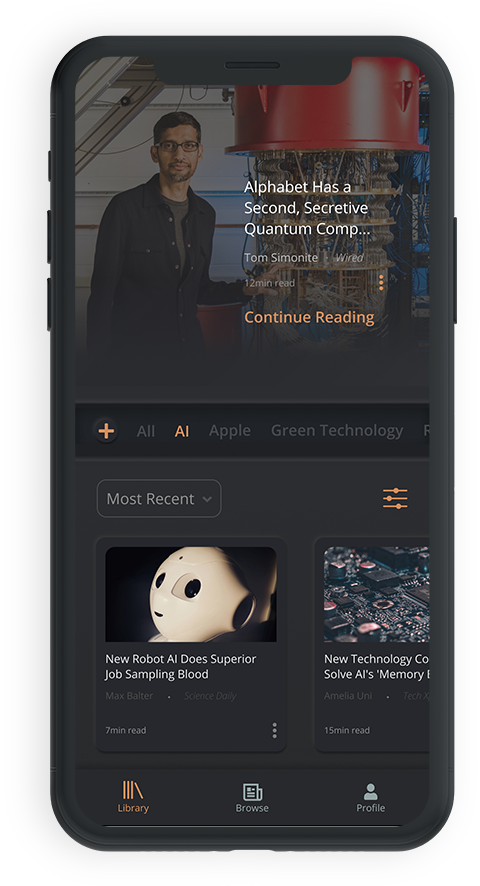 Alphabet Has a
Second, Secretive
Quantum Comp...
Tom Simonite Wired
12min read
Continue Reading
All AI Apple Green Technology R
Most Recent
New Robot AI Does Superior
Job Sampling Blood
Max Balter • Science Daily
7min read
New Technology Co
Solve AI's 'Memory
Amelia Uni • Tech
15min read
Library
Browse
Profile